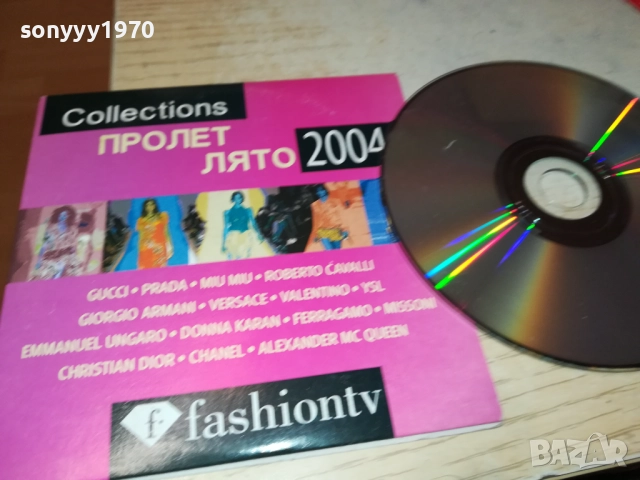 sonyyy1970
Collections
ПРОЛЕТ
ЛЯТО 2004
GUCCI • PRADA • MIU MIU • ROBERTO CAVALLI
GIORGIO ARMANI • VERSACE • VALENTINO • YSL
EMMANUEL UNGARO • DONNA KARAN • FERRAGAMO • MISSONI
CHRISTIAN DIOR • CHANEL • ALEXANDER MC QUEEN
f. fashiontv
BAZAR